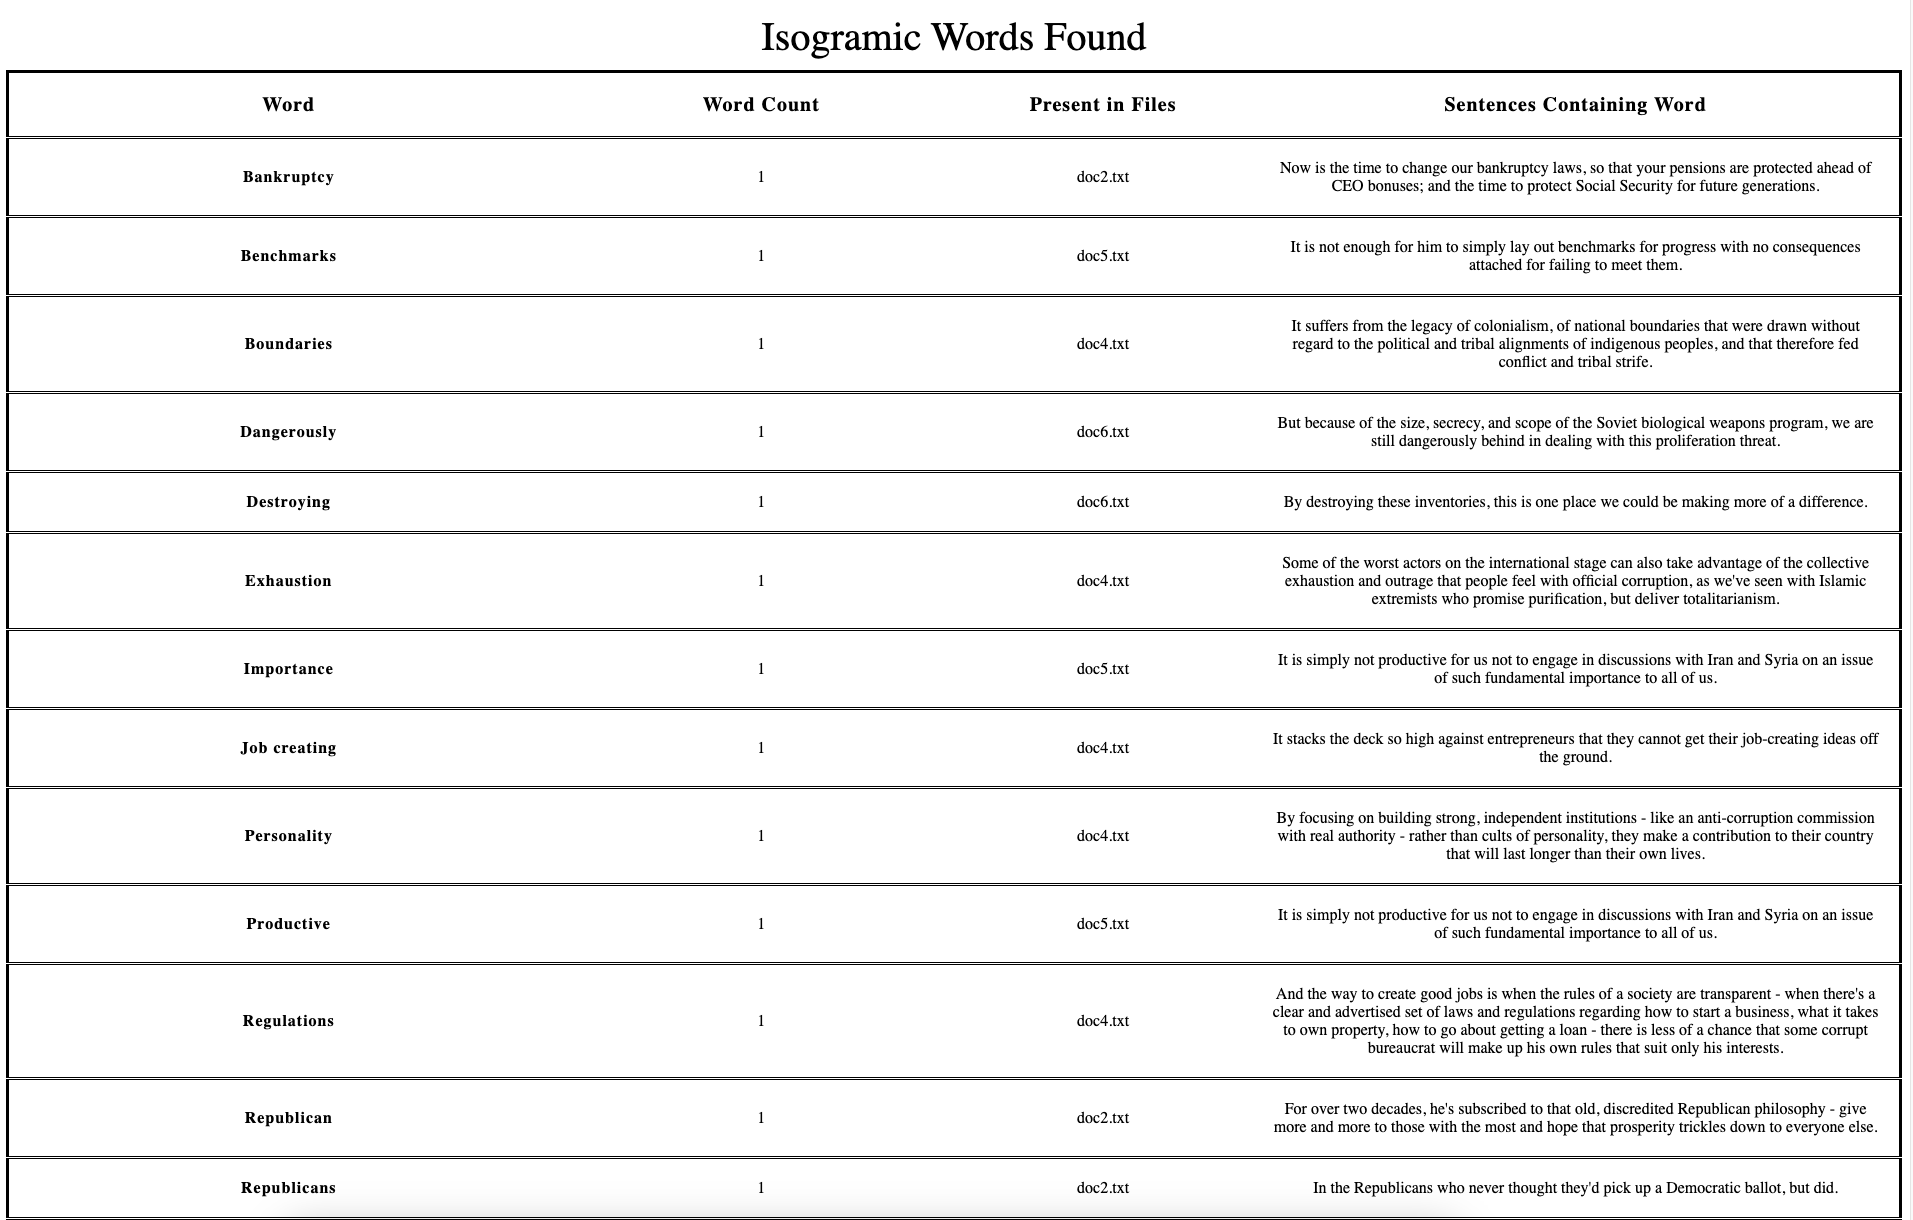 Isogramic Words Found
Word Word Count Present in Files Sentences Containing Word
Bankruptcy 1 doc2.txt Now is the time to change our bankruptcy laws, so that your pensions are protected ahead of
CEO bonuses; and the time to protect Social Security for future generations.
Benchmarks 1 doc5.txt It is not enough for him to simply lay out benchmarks for progress with no consequences
attached for failing to meet them.
Boundaries 1 doc4.txt It suffers from the legacy of colonialism, of national boundaries that were drawn without
regard to the political and tribal alignments of indigenous peoples, and that therefore fed
conflict and tribal strife.
Dangerously 1 doc6.txt But because of the size, secrecy, and scope of the Soviet biological weapons program, we are
still dangerously behind in dealing with this proliferation threat.
Destroying 1 doc6.txt By destroying these inventories, this is one place we could be making more of a difference.
Exhaustion 1 doc4.txt Some of the worst actors on the international stage can also take advantage of the collective
exhaustion and outrage that people feel with official corruption, as we've seen with Islamic
extremists who promise purification, but deliver totalitarianism.
Importance 1 doc5.txt It is simply not productive for us not to engage in discussions with Iran and Syria on an issue
of such fundamental importance to all of us.
Job creating 1 doc4.txt It stacks the deck so high against entrepreneurs that they cannot get their job-creating ideas off
the ground.
Personality 1 doc4.txt By focusing on building strong, independent institutions - like an anti-corruption commission
with real authority - rather than cults of personality, they make a contribution to their country
that will last longer than their own lives.
Productive 1 doc5.txt It is simply not productive for us not to engage in discussions with Iran and Syria on an issue
of such fundamental importance to all of us.
Regulations 1 doc4.txt And the way to create good jobs is when the rules of a society are transparent - when there's a
clear and advertised set of laws and regulations regarding how to start a business, what it takes
to own property, how to go about getting a loan - there is less of a chance that some corrupt
bureaucrat will make up his own rules that suit only his interests.
Republican 1 doc2.txt For over two decades, he's subscribed to that old, discredited Republican philosophy - give
more and more to those with the most and hope that prosperity trickles down to everyone else.
Republicans 1 doc2.txt In the Republicans who never thought they'd pick up a Democratic ballot, but did.